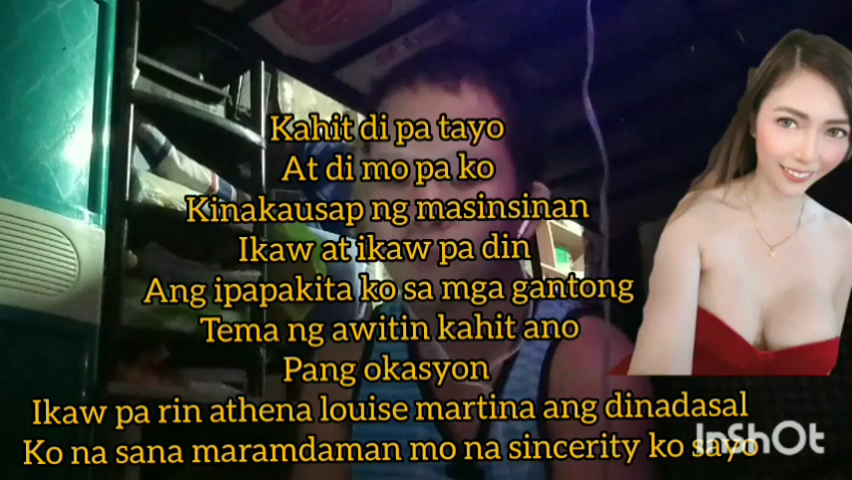 Kahit di pa tayo
At di mo pa ko
Kinakausap ng masinsinan
Ikaw at ikaw pa din
Ang ipapakita ko sa mga gantong
Tema ng awitin kahit ano
Pang okasyon
Ikaw pa rin athena louise martina ang dinadasal
Ko na sana maramdaman mo na sincerity ko sayo
InShOt